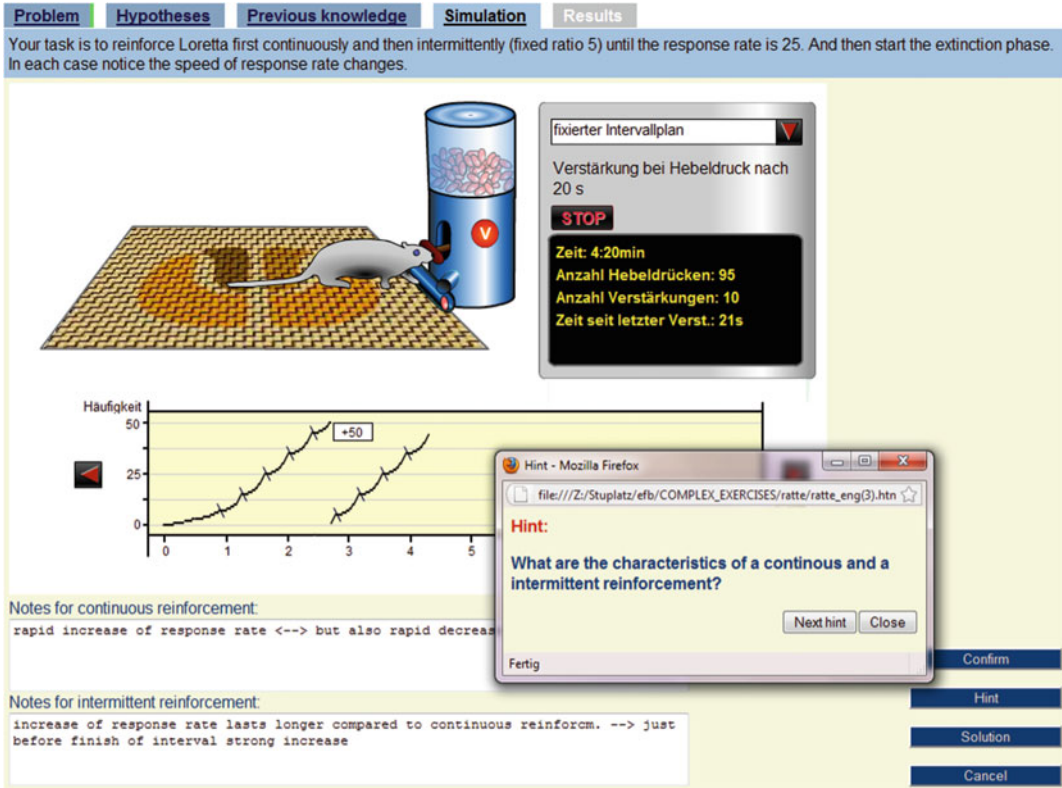 Problem Hypotheses Previous knowledge Simulation Results
Your task is to reinforce Loretta first continuously and then intermittently (fixed ratio 5) until the response rate is 25. And then start the extinction phase.
In each case notice the speed of response rate changes.
fixierter Intervallplan
Verstärkung bei Hebeldruck nach
20 s
STOP
V
Zeit: 4:20min
Anzahl Hebeldrücken: 95
Anzahl Verstärkungen: 10
Zeit seit letzter Verst.: 21s
Häufigkeit
50
+50
25
0
0 1 2 3 4 5
Hint - Mozilla Firefox
file:///Z:/Stuplatz/efb/COMPLEX_EXERCISES/ratte/ratte_eng(3).htn
Hint:
What are the characteristics of a continous and a
intermittent reinforcement?
Next hint Close
Fertig
Notes for continuous reinforcement:
rapid increase of response rate <--> but also rapid decreas
Notes for intermittent reinforcement:
increase of response rate lasts longer compared to continuous reinforcm. --> just
before finish of interval strong increase
Confirm
Hint
Solution
Cancel